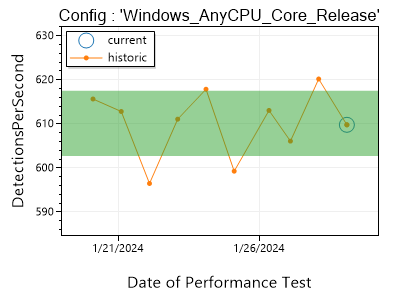 Config : 'Windows_AnyCPU_Core_Release'
current
historic
DetectionsPerSecond
630
620
610
600
590
1/21/2024
1/26/2024
Date of Performance Test